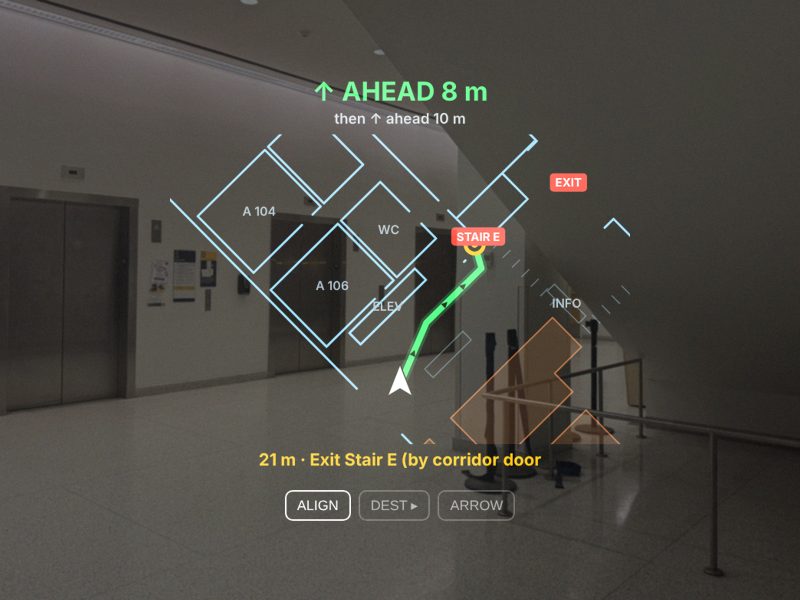 ↑ AHEAD 8 m
then ↑ ahead 10 m
EXIT
A 104
WC
STAIR E
A 106
ELEV
INFO
21 m · Exit Stair E (by corridor door
ALIGN
DEST ▸
ARROW